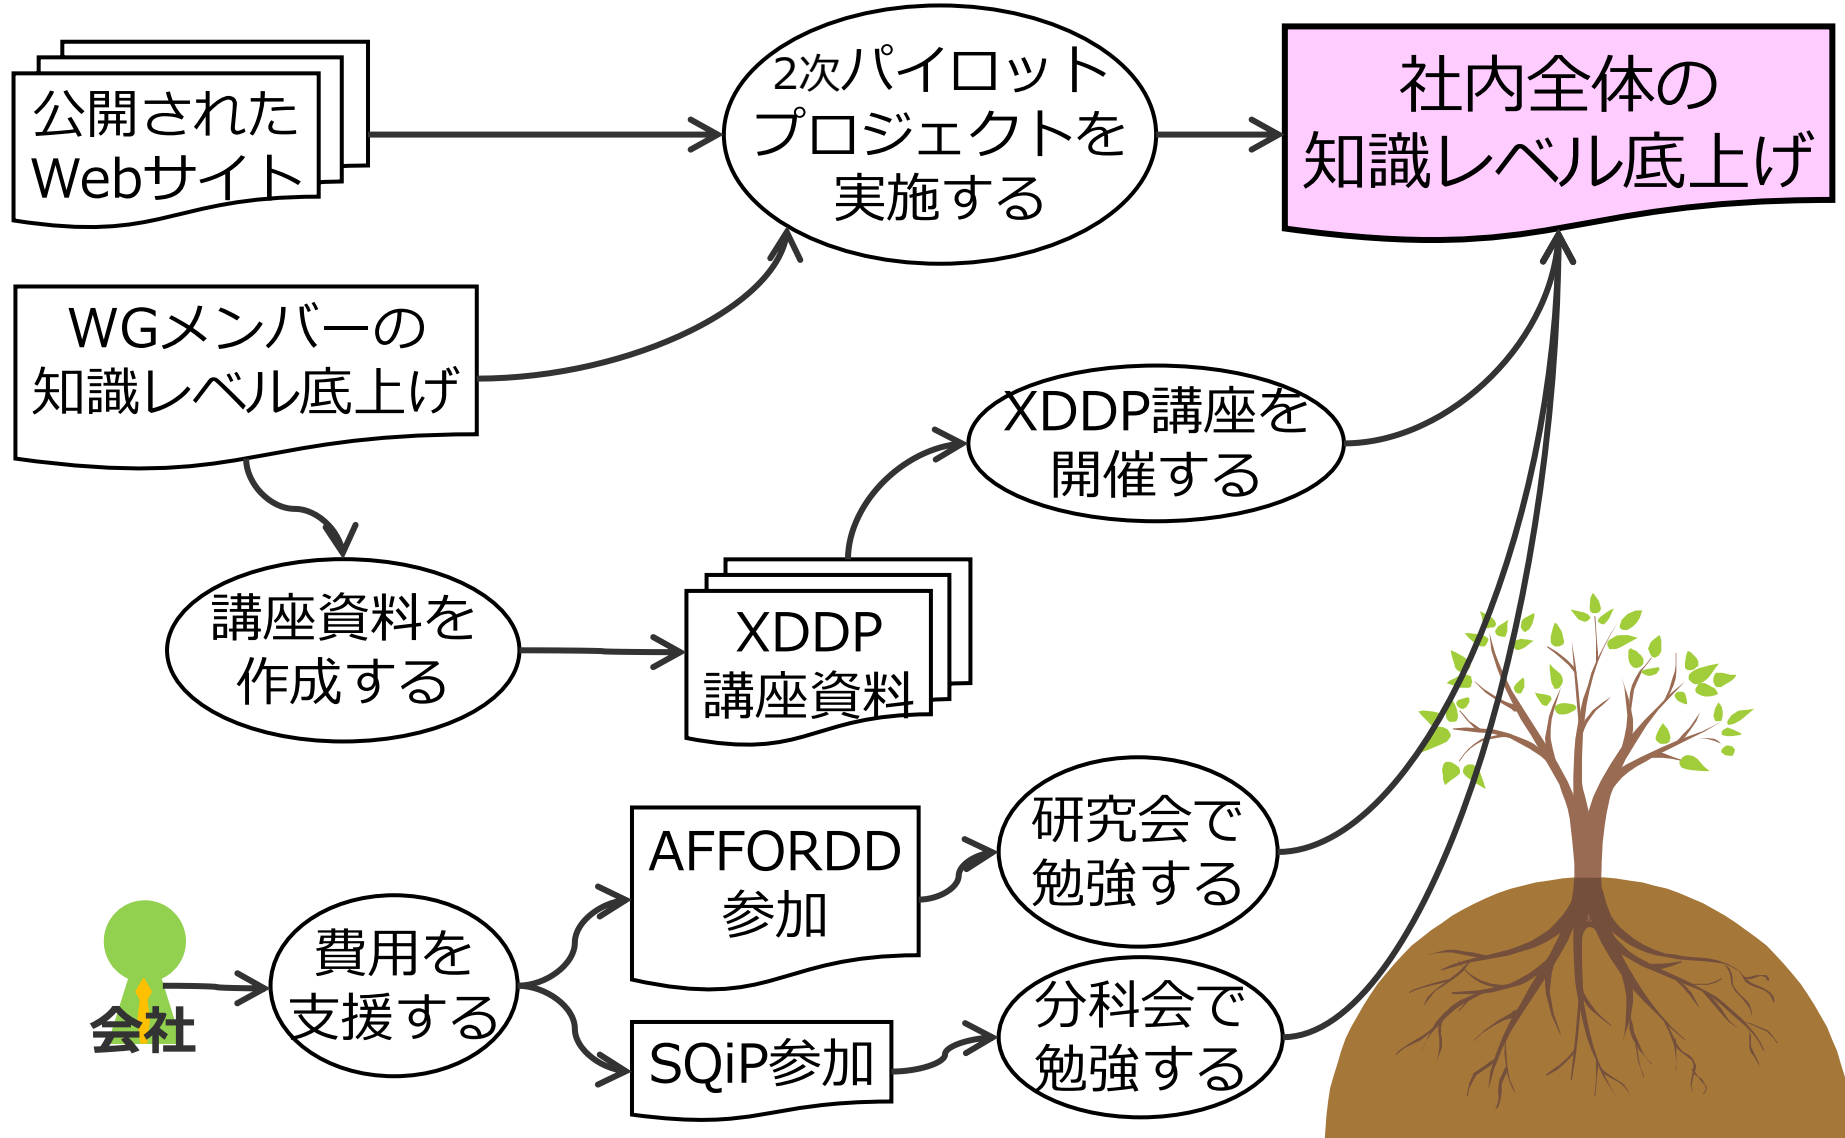 公開された
Webサイト
2次パイロット
プロジェクトを
実施する
社内全体の
知識レベル底上げ
WGメンバーの
知識レベル底上げ
XDDP講座を
開催する
講座資料を
作成する
XDDP
講座資料
AFFORDD
参加
研究会で
勉強する
会社
費用を
支援する
SQiP参加
分科会で
勉強する